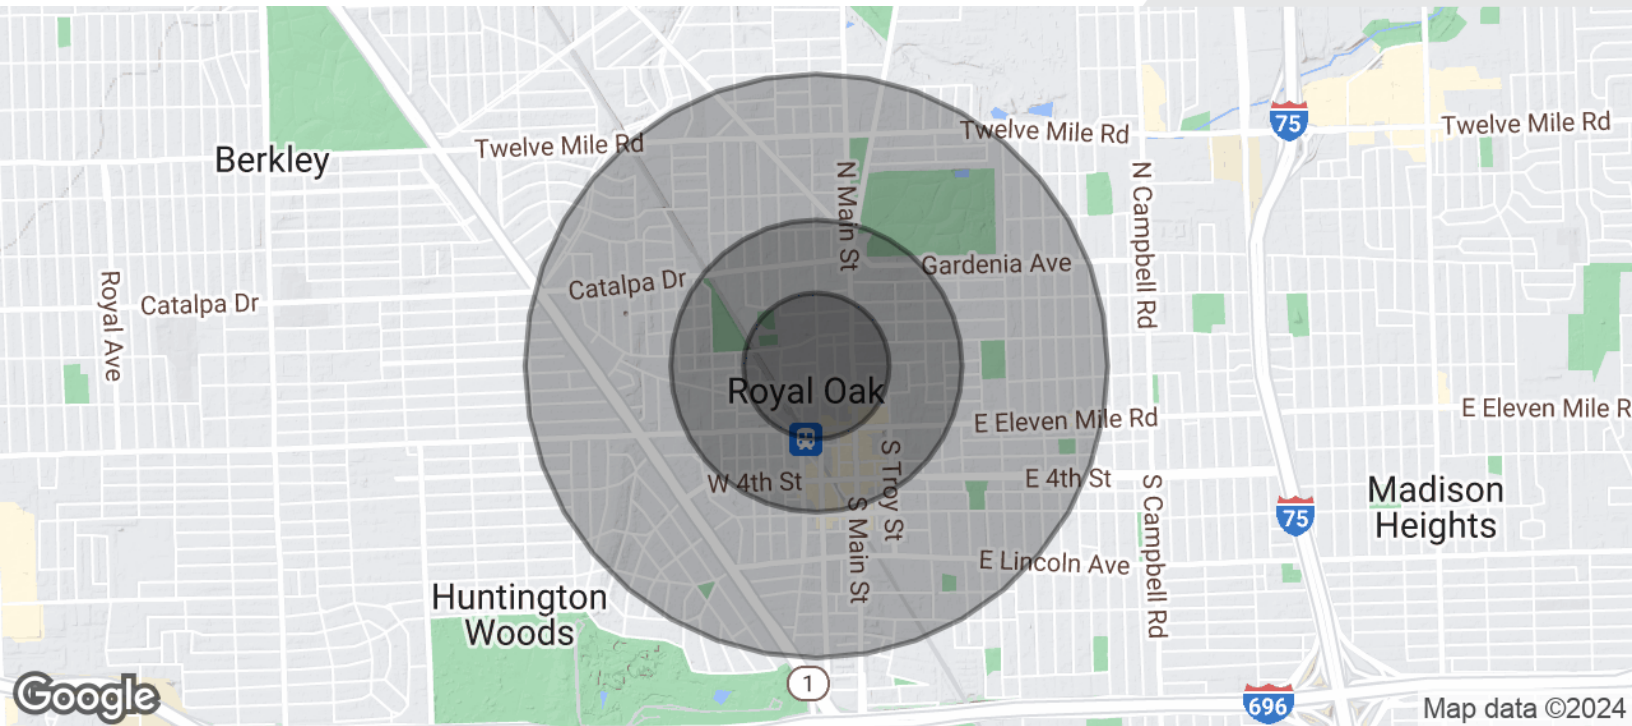 Twelve Mile Rd
Twelve Mile Rd
75
Twelve Mile Rd
Berkley
N Main St
N Campbell Rd
Gardenia Ave
Catalpa Dr
Catalpa Dr
Royal Ave
Royal Oak
E Eleven Mile Rd
E Eleven Mile R
S Troy St
W 4th St
E 4th St
Madison
Heights
S Main St
S Campbell Rd
75
E Lincoln Ave
Huntington
Woods
1
Google
696
Map data ©2024